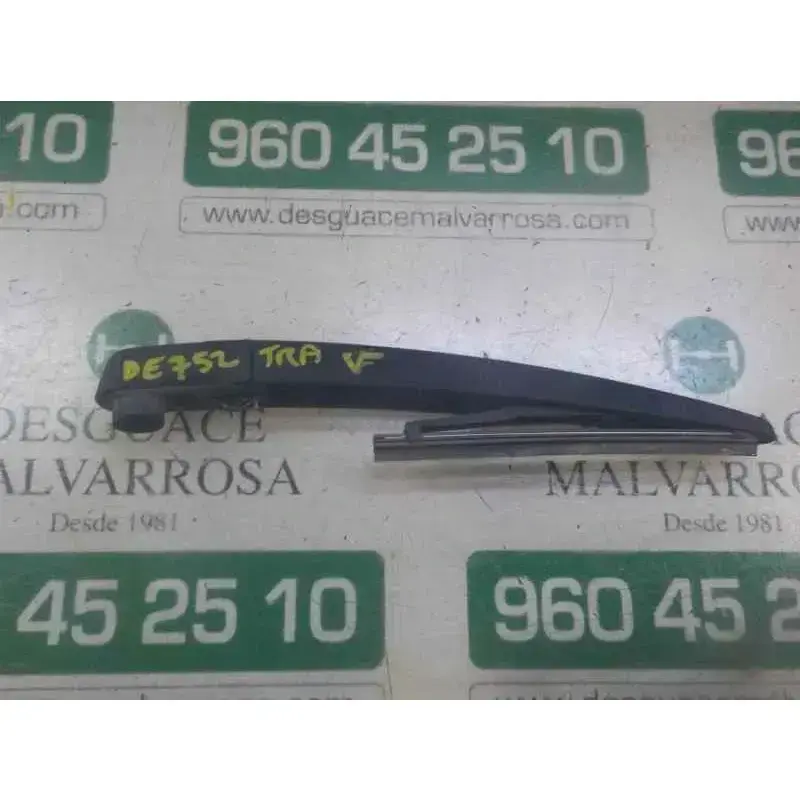 10
960 45 25 10
96
.com
www.desguacemalvarrosa.com
www.d
DE752 TRA VF
DESGUACE
MALVARROSA
MALVARRO
Desde 1981
Desde 1981
45 25 10
960 45 2